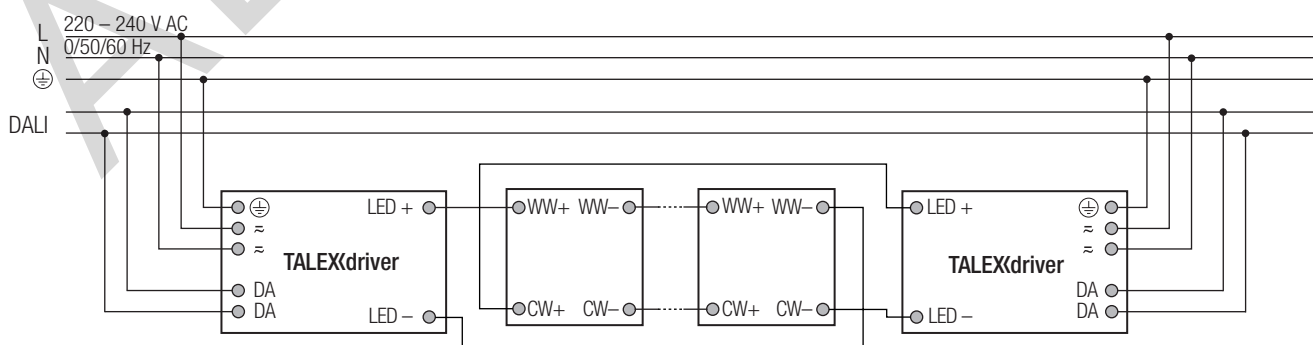 220 – 240 V AC
L
0/50/60 Hz
N
DALI
LED +
WW+ WW–
WW+ WW–
LED +
≂
≂
≂
≂
TALEXXdriver
TALEXXdriver
DA
DA
DA
DA
LED –
CW+ CW–
CW+ CW–
LED –